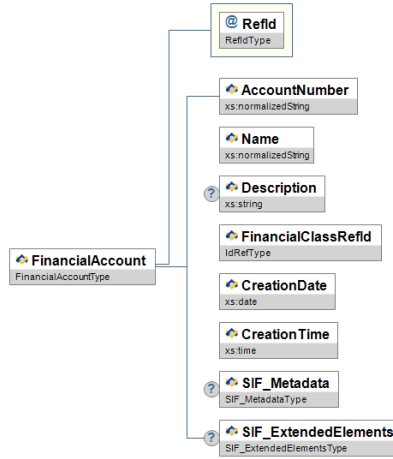 @ RefId
RefIdType
AccountNumber
xs:normalizedString
Name
xs:normalizedString
? Description
xs:string
FinancialAccount
FinancialAccountType
FinancialClassRefId
IdRefType
CreationDate
xs:date
CreationTime
xs:time
? SIF_Metadata
SIF_MetadataType
? SIF_ExtendedElements
SIF_ExtendedElementsType